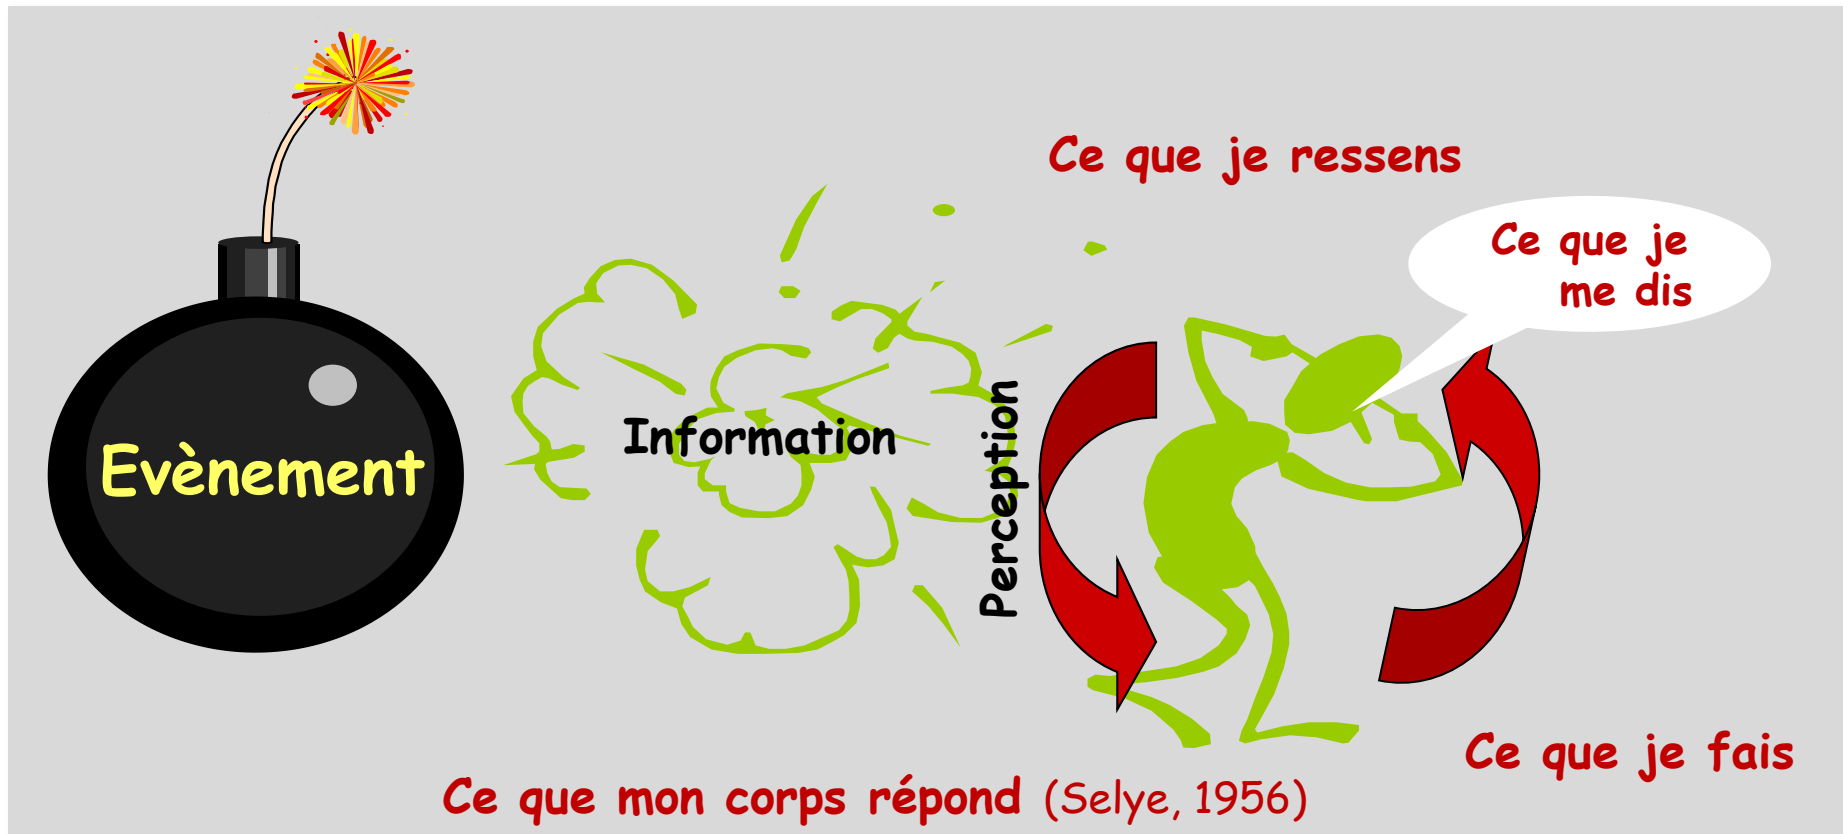 Ce que je ressens
Ce que je
me dis
Evènement
Information
Perception
Ce que je fais
Ce que mon corps répond (Selye, 1956)